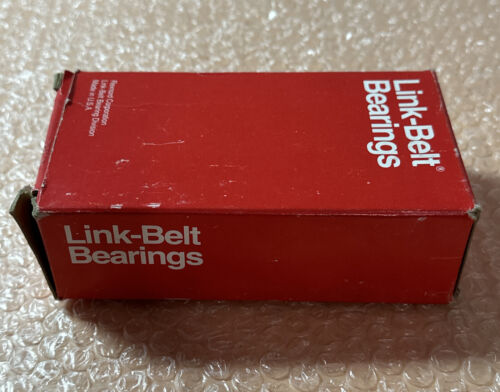 Link-Belt®
Bearings
Rexnord Corporation
Link-Belt Bearing Division
Made in U.S.A.
Link-Belt
Bearings